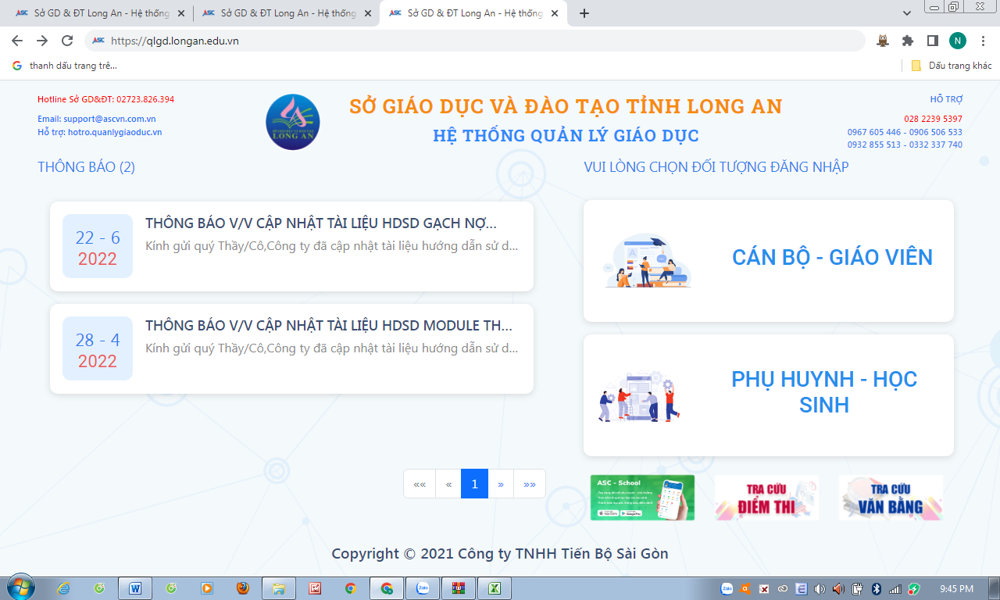 Sở GD & ĐT Long An - Hệ thống
Sở GD & ĐT Long An - Hệ thống
Sở GD & ĐT Long An - Hệ thống
https://qlgd.longan.edu.vn
N
thanh dấu trang trê...
Dấu trang khác
Hotline Sở GD&ĐT: 02723.826.394
Email: support@ascvn.com.vn
Hỗ trợ: hotro.quanlygiaoduc.vn
LONG AN
SỞ GIÁO DỤC VÀ ĐÀO TẠO TỈNH LONG AN
HỆ THỐNG QUẢN LÝ GIÁO DỤC
HỖ TRỢ
028 2239 5397
0967 605 446 - 0906 506 533
0932 855 513 - 0332 337 740
THÔNG BÁO (2)
22 - 6
2022
THÔNG BÁO V/V CẬP NHẬT TÀI LIỆU HDSD GẠCH NỢ...
Kính gửi quý Thầy/Cô,Công ty đã cập nhật tài liệu hướng dẫn sử d...
28 - 4
2022
THÔNG BÁO V/V CẬP NHẬT TÀI LIỆU HDSD MODULE TH...
Kính gửi quý Thầy/Cô,Công ty đã cập nhật tài liệu hướng dẫn sử d...
«« « 1 » »»
VUI LÒNG CHỌN ĐỐI TƯỢNG ĐĂNG NHẬP
CÁN BỘ - GIÁO VIÊN
PHỤ HUYNH - HỌC
SINH
ASC - School
TRA CỨU
ĐIỂM THI
TRA CỨU
VĂN BẰNG
Copyright © 2021 Công ty TNHH Tiến Bộ Sài Gòn
9:45 PM